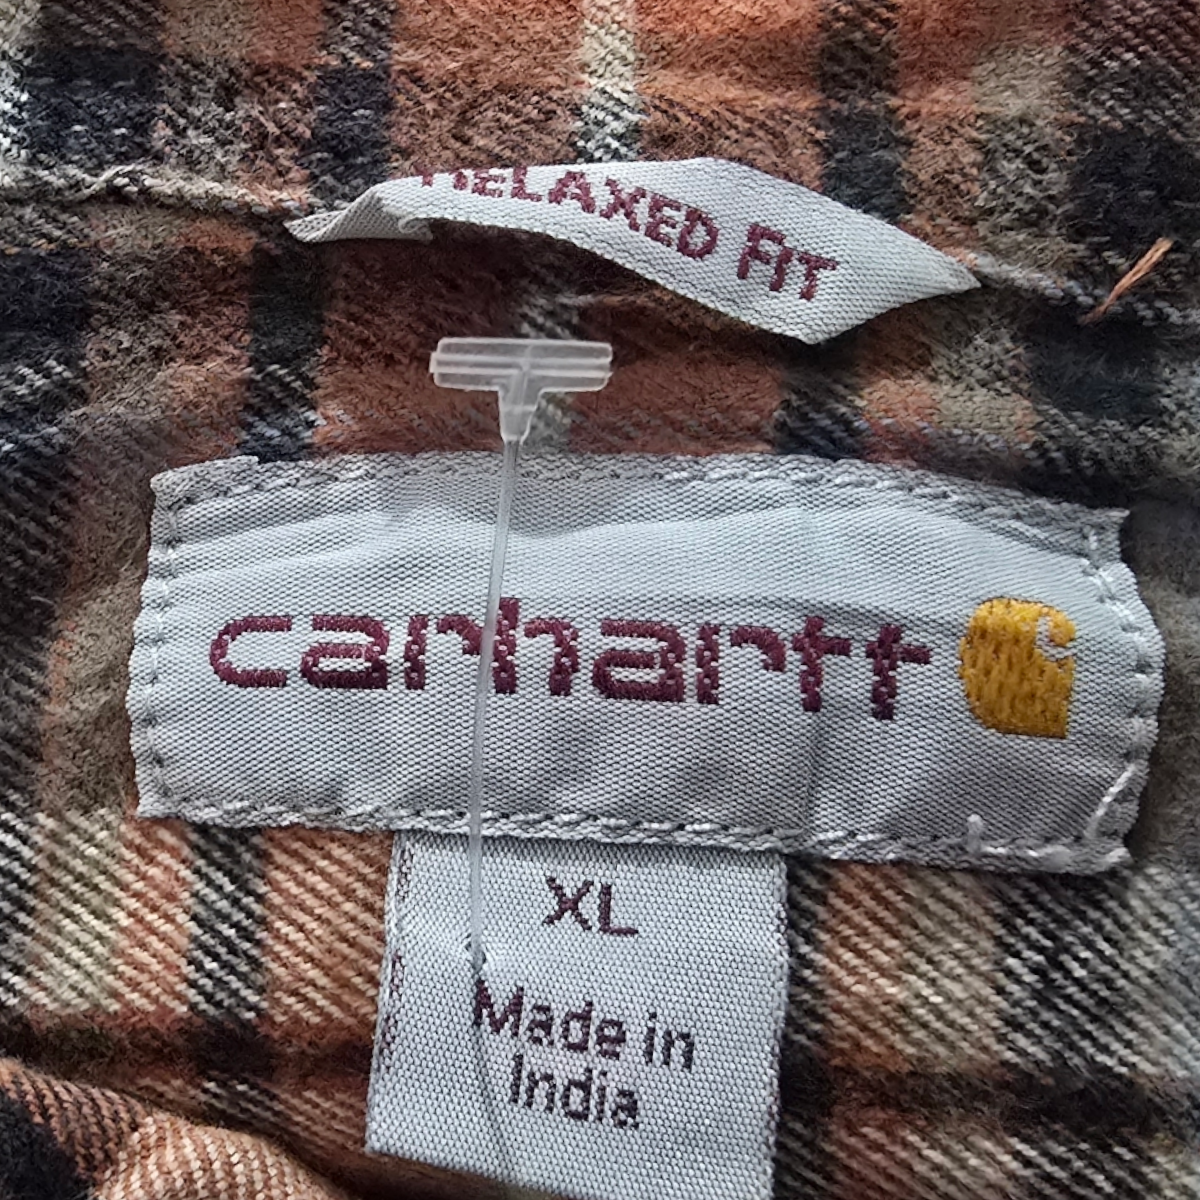 RELAXED FIT
carhartt
XL
Made in
India